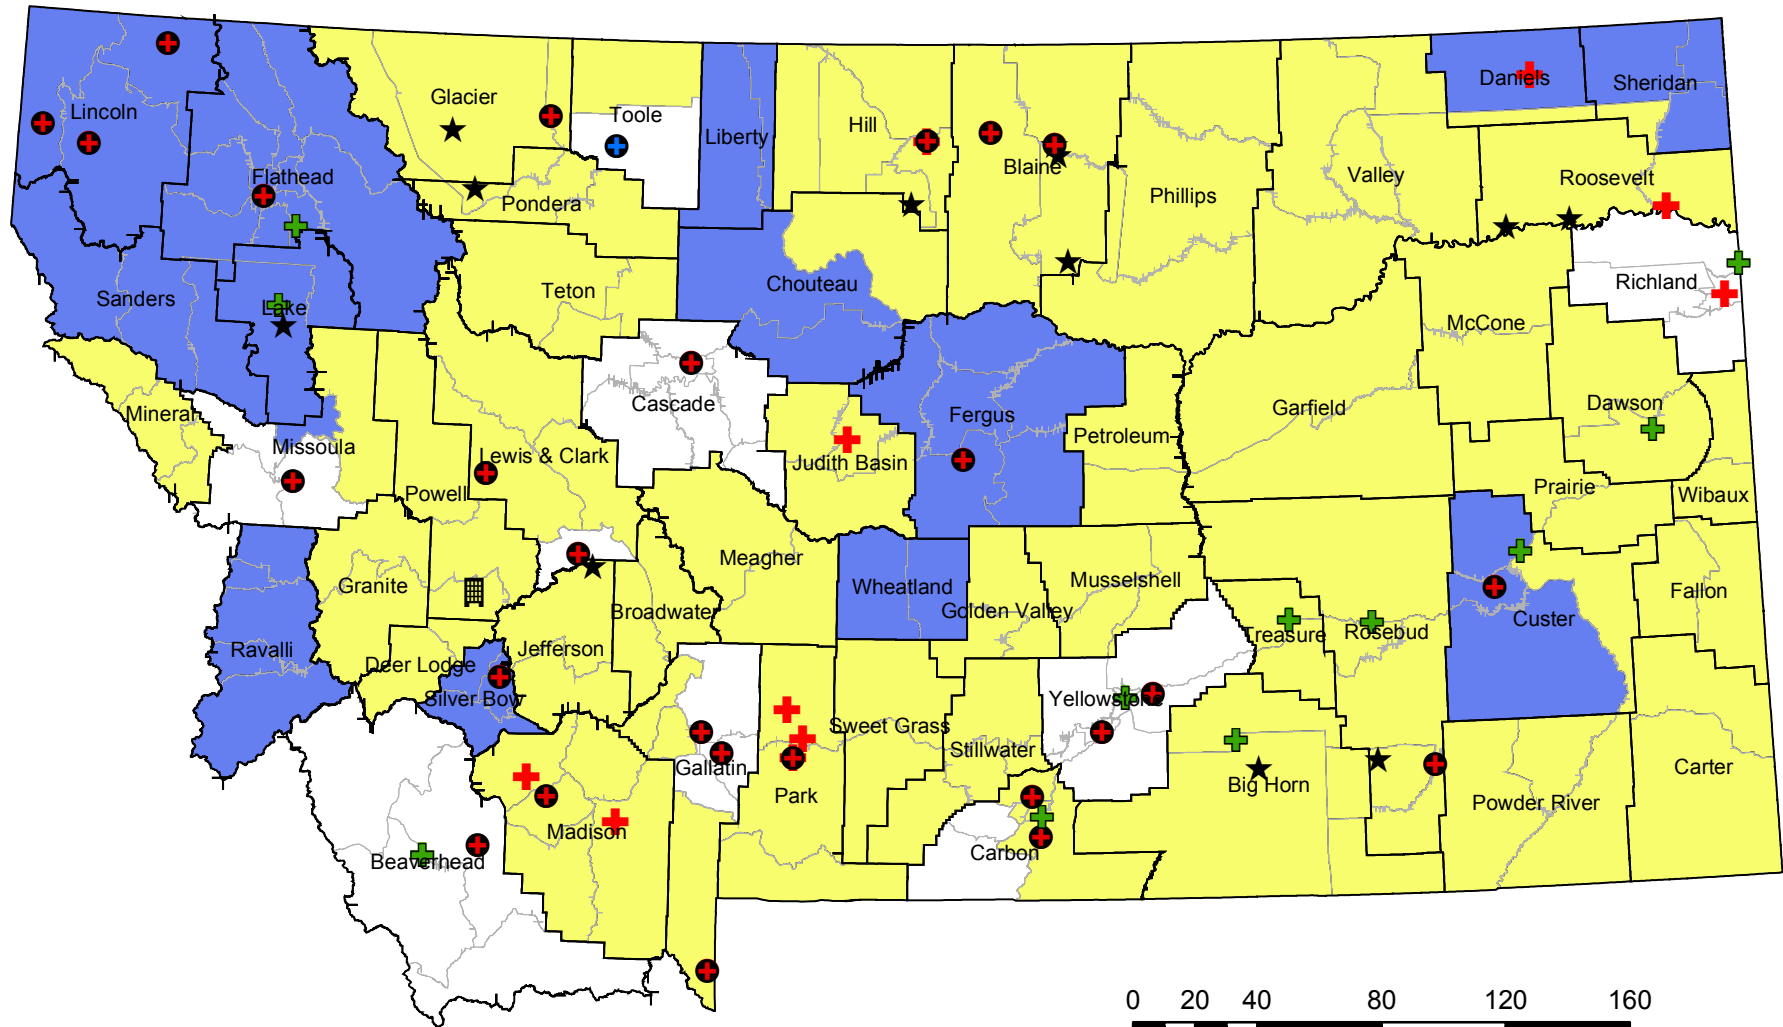 Daniels
Sheridan
Glacier
Lincoln
Toole
Hill
Liberty
Blaine
Flathead
Valley
Roosevelt
Phillips
Pondera
Richland
Chouteau
Teton
Sanders
Lake
McCone
Cascade
Dawson
Garfield
Mineral
Fergus
Petroleum
Missoula
Lewis & Clark
Judith Basin
Prairie
Powell
Wibaux
Meagher
Musselshell
Granite
Wheatland
Fallon
Broadwater
Golden Valley
Custer
Treasure
Rosebud
Ravalli
Jefferson
Deer Lodge
Silver Bow
Yellowstone
Sweet Grass
Stillwater
Gallatin
Carter
Big Horn
Park
Powder River
Madison
Carbon
Beaverhead
0 20 40 80 120 160